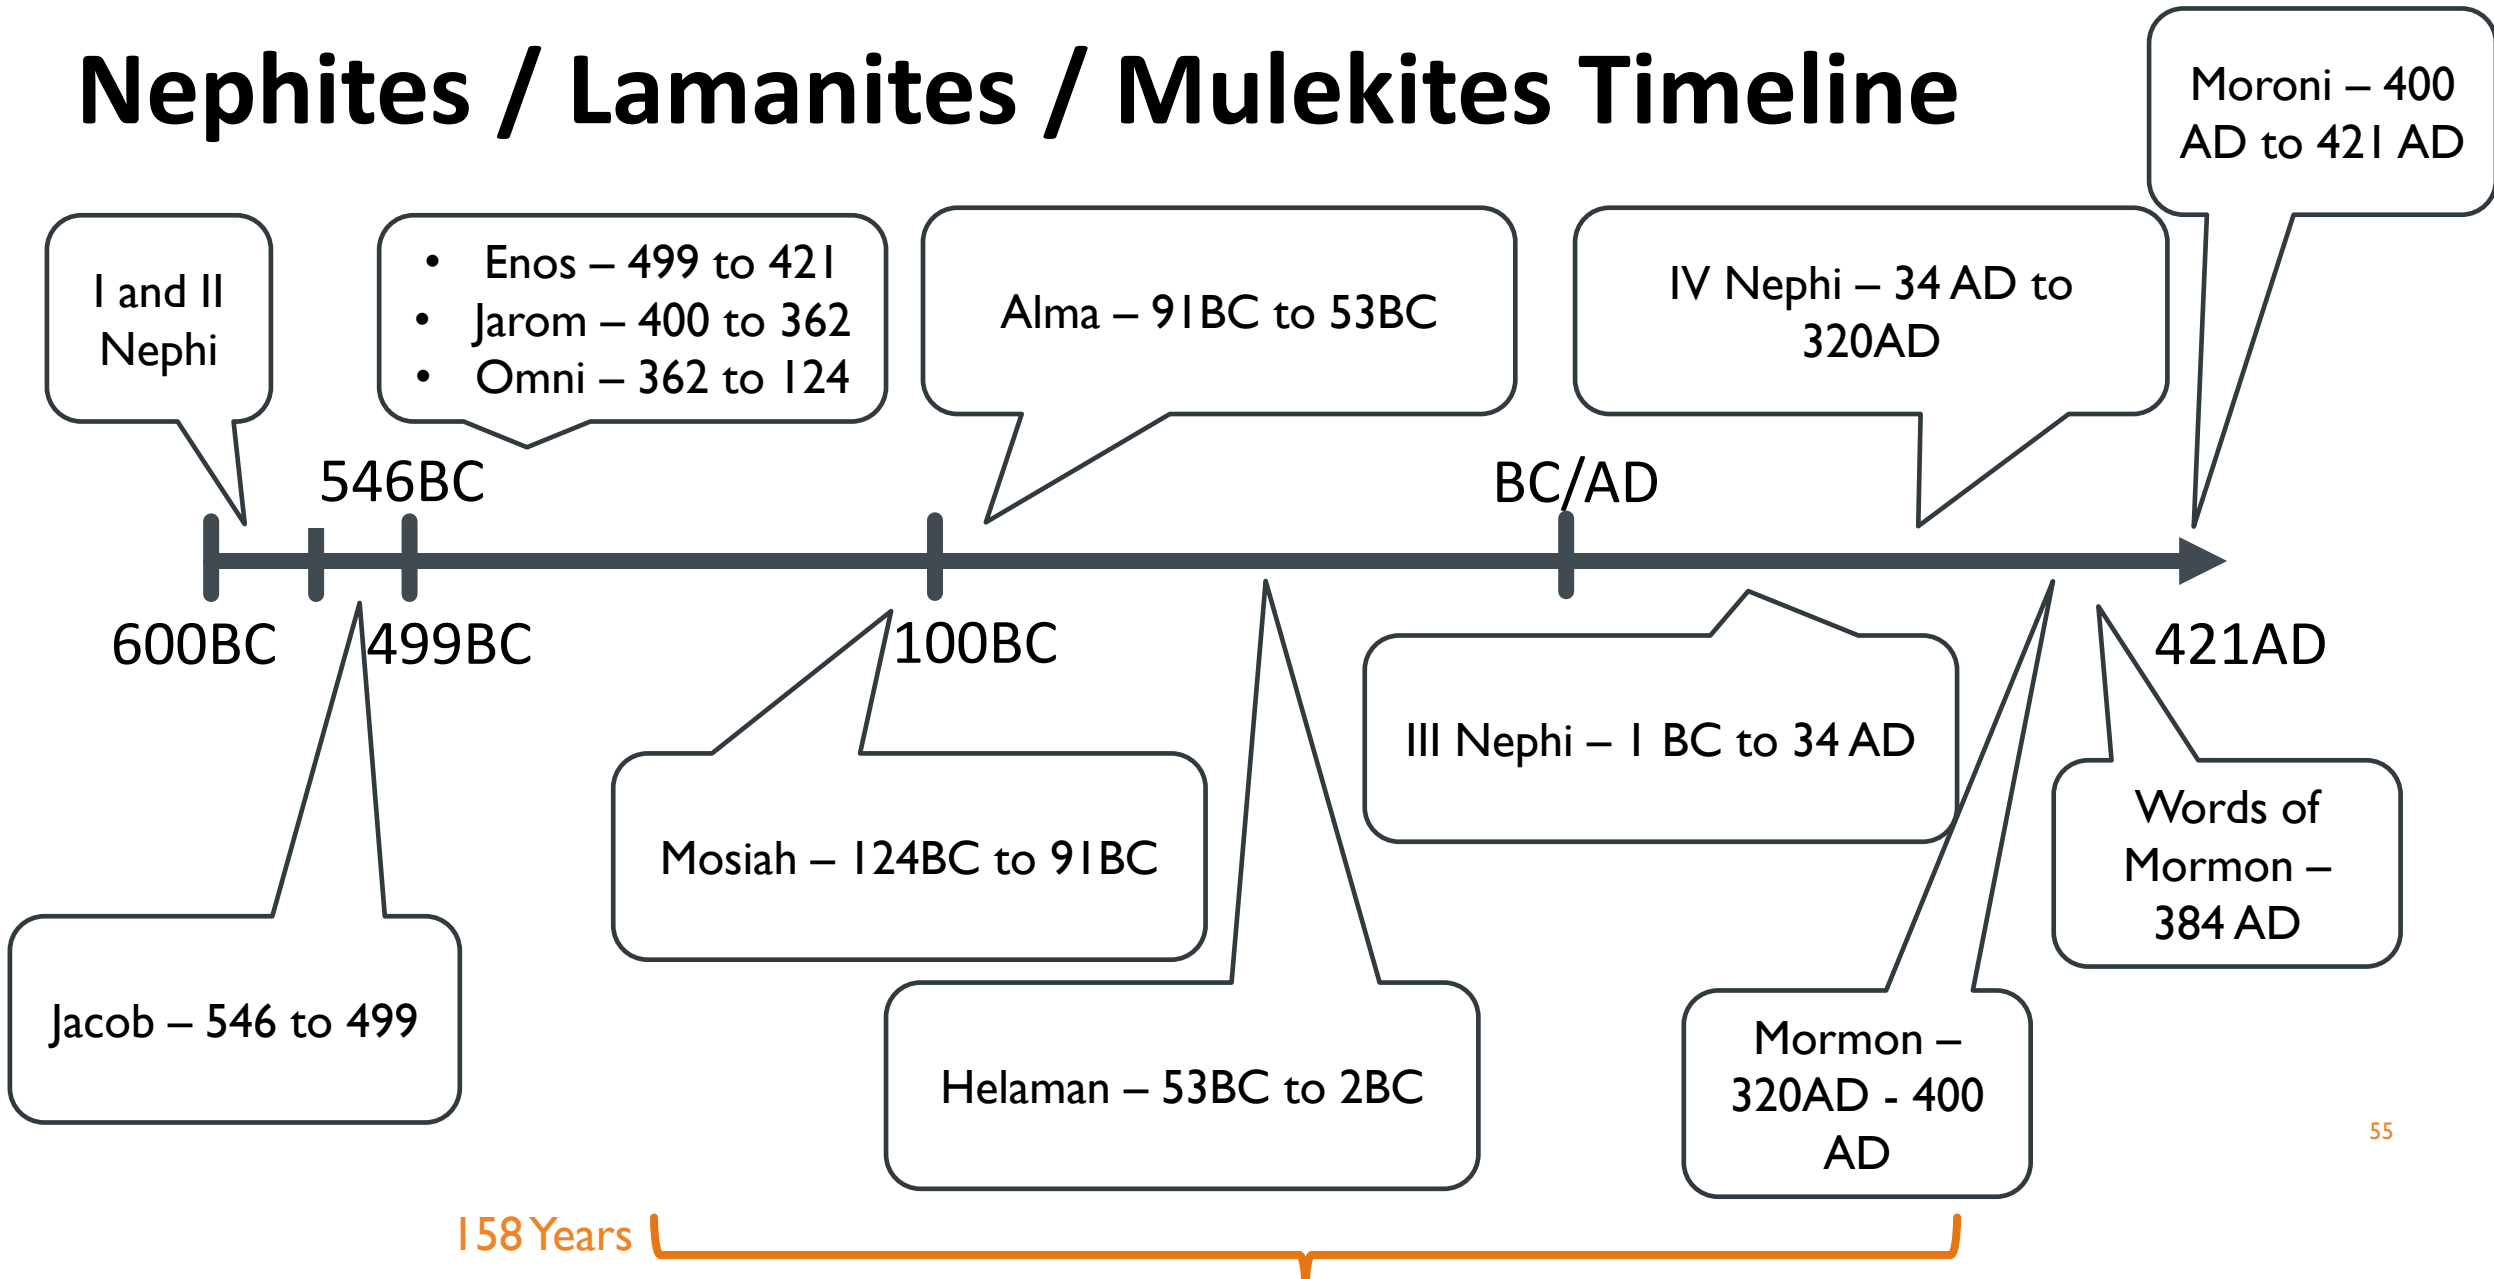 Nephites / Lamanites / Mulekites Timeline
Moroni – 400
AD to 421 AD
I and II
Nephi
• Enos – 499 to 421
• Jarom – 400 to 362
• Omni – 362 to 124
Alma – 91BC to 53BC
IV Nephi – 34 AD to
320AD
546BC
BC/AD
600BC
499BC
100BC
421AD
III Nephi – 1 BC to 34 AD
Mosiah – 124BC to 91BC
Words of
Mormon –
384 AD
Jacob – 546 to 499
Helaman – 53BC to 2BC
Mormon –
320AD - 400
AD
55
158 Years